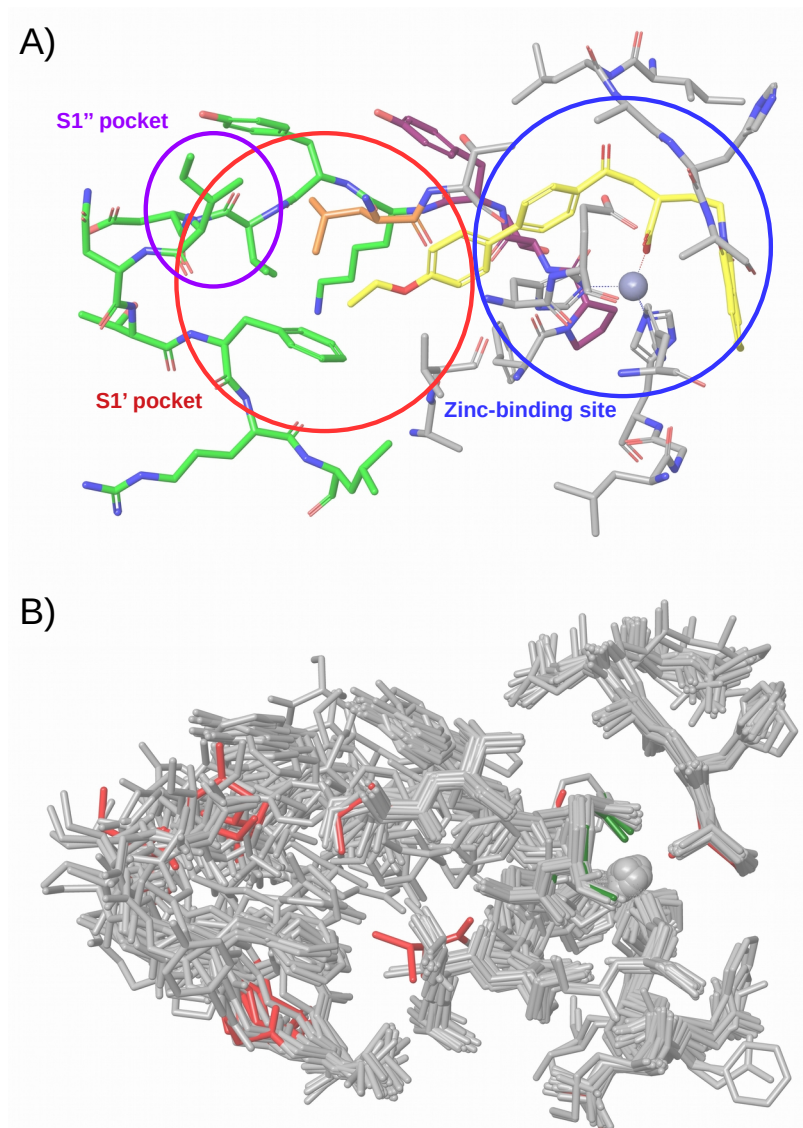 A)
S1’’ pocket
S1’ pocket
Zinc-binding site
B)